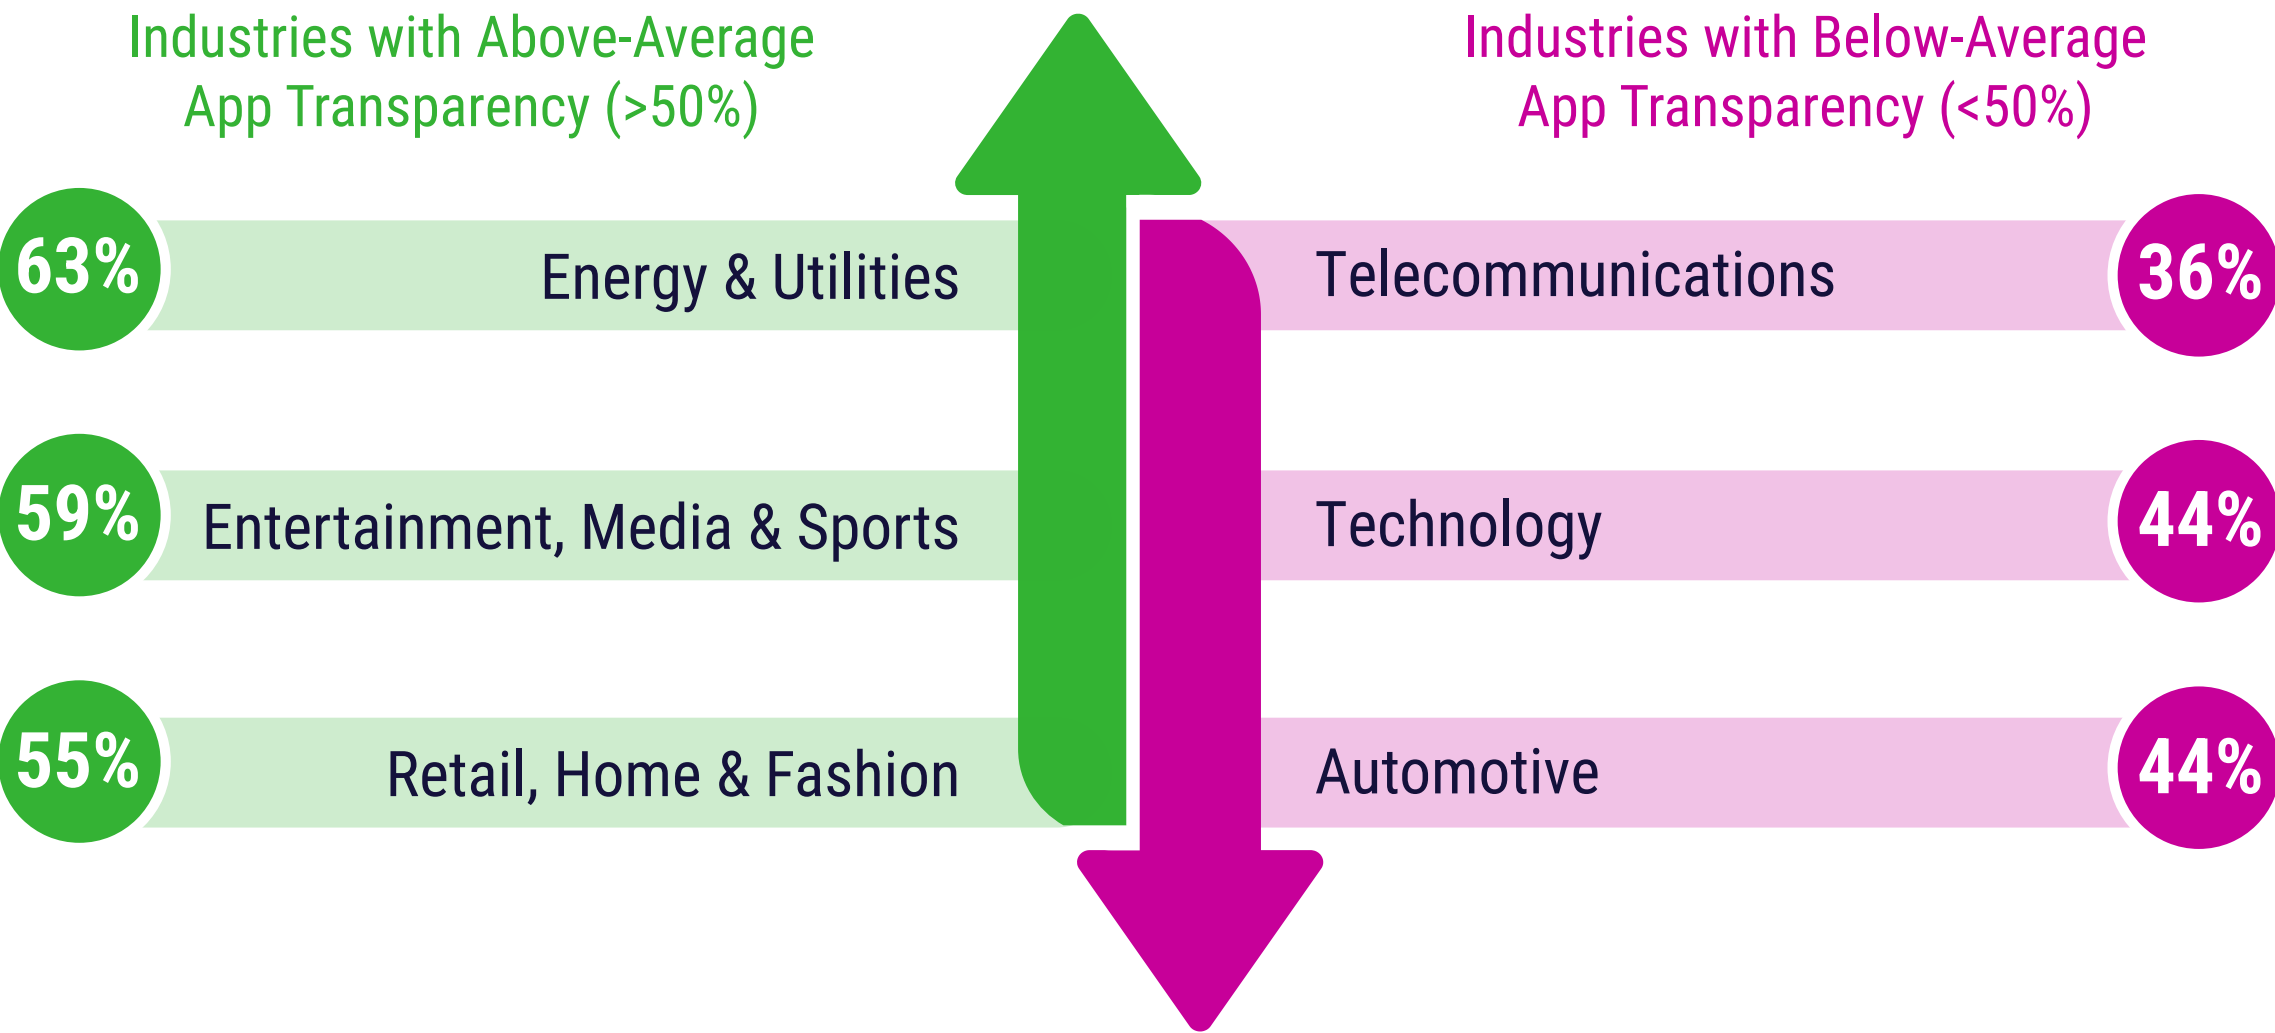 Industries with Above-Average
App Transparency (>50%)
63%
Energy & Utilities
59%
Entertainment, Media & Sports
55%
Retail, Home & Fashion
Industries with Below-Average
App Transparency (<50%)
Telecommunications
36%
Technology
44%
Automotive
44%